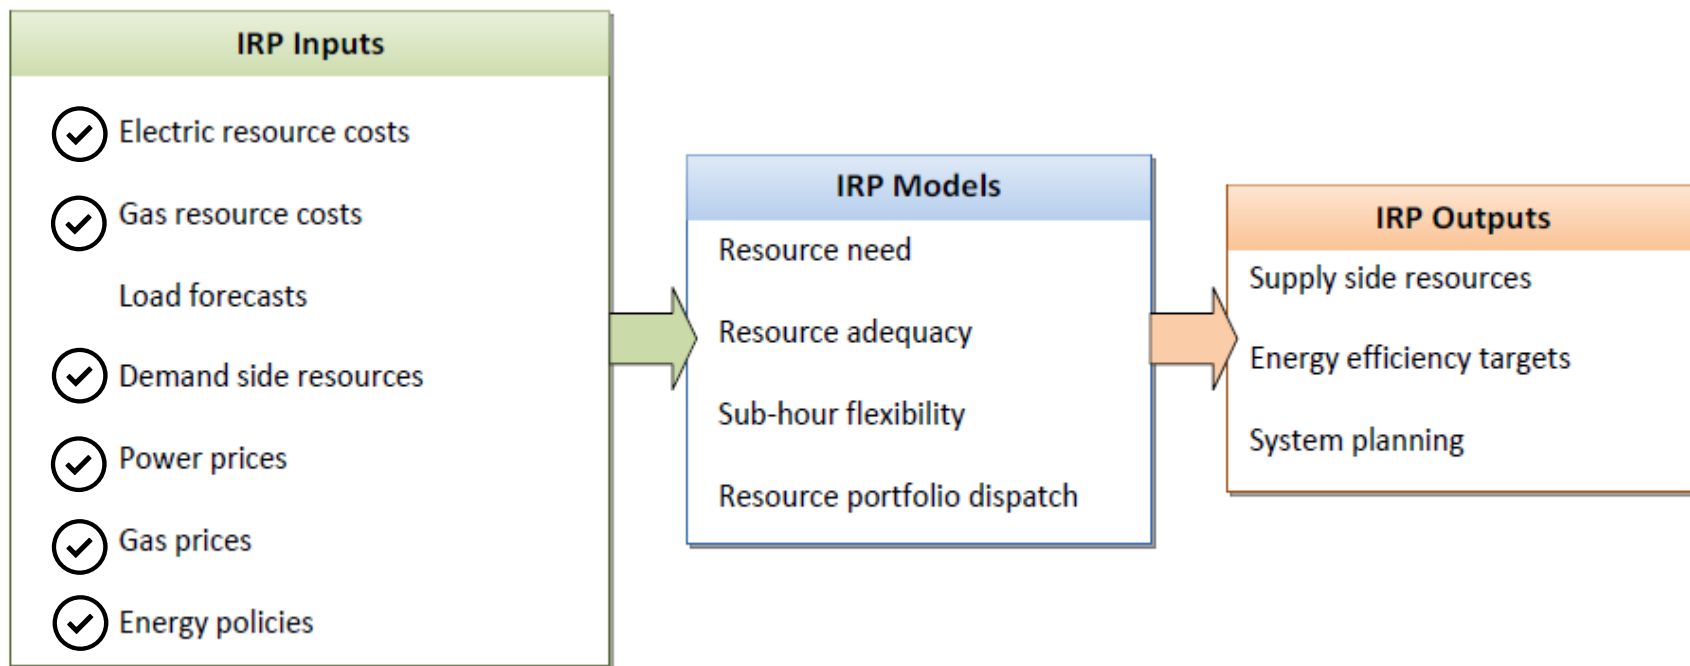 IRP Inputs
Electric resource costs
Gas resource costs
Load forecasts
Demand side resources
Power prices
Gas prices
Energy policies
IRP Models
Resource need
Resource adequacy
Sub-hour flexibility
Resource portfolio dispatch
IRP Outputs
Supply side resources
Energy efficiency targets
System planning